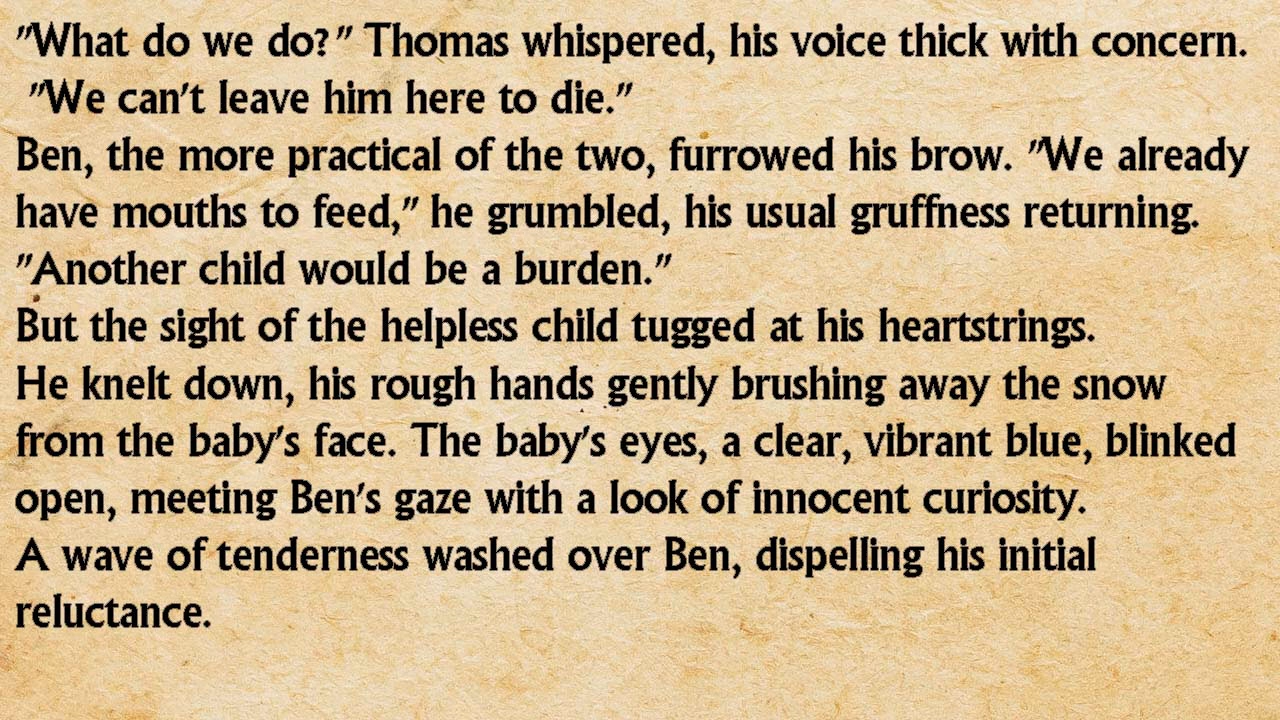 "What do we do?" Thomas whispered, his voice thick with concern.
"We can't leave him here to die."
Ben, the more practical of the two, furrowed his brow. "We already
have mouths to feed," he grumbled, his usual gruffness returning.
"Another child would be a burden."
But the sight of the helpless child tugged at his heartstrings.
He knelt down, his rough hands gently brushing away the snow
from the baby's face. The baby's eyes, a clear, vibrant blue, blinked
open, meeting Ben's gaze with a look of innocent curiosity.
A wave of tenderness washed over Ben, dispelling his initial
reluctance.